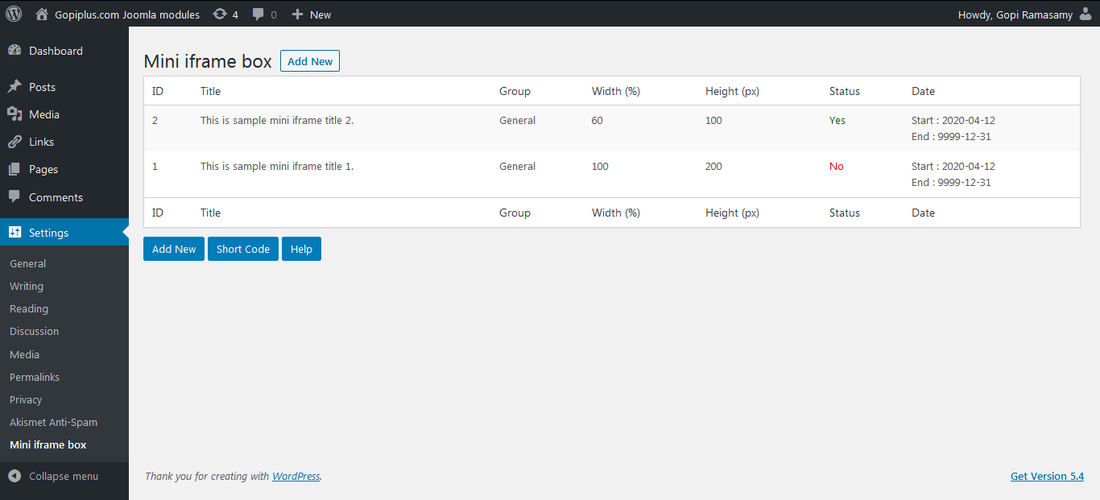 Gopiplus.com Joomla modules 4 0 New Howdy, Gopi Ramasamy
Dashboard
Posts
Media
Links
Pages
Comments
Settings
General
Writing
Reading
Discussion
Media
Permalinks
Privacy
Akismet Anti-Spam
Mini iframe box
Collapse menu
Mini iframe box Add New
ID Title Group Width (%) Height (px) Status Date
2 This is sample mini iframe title 2. General 60 100 Yes Start : 2020-04-12
End : 9999-12-31
1 This is sample mini iframe title 1. General 100 200 No Start : 2020-04-12
End : 9999-12-31
ID Title Group Width (%) Height (px) Status Date
Add New Short Code Help
Thank you for creating with WordPress. Get Version 5.4